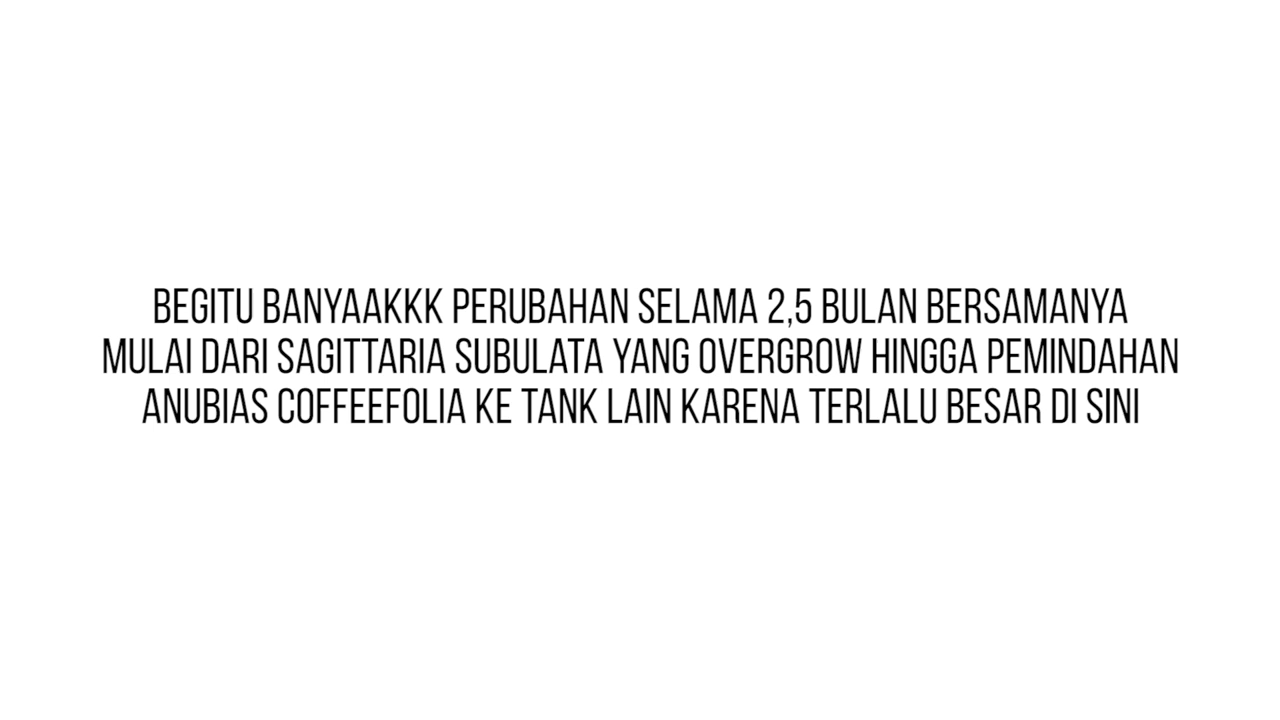 BEGITU BANYAAKKK PERUBAHAN SELAMA 2,5 BULAN BERSAMANYA
MULAI DARI SAGITTARIA SUBULATA YANG OVERGROW HINGGA PEMINDAHAN
ANUBIAS COFFEEFOLIA KE TANK LAIN KARENA TERLALU BESAR DI SINI